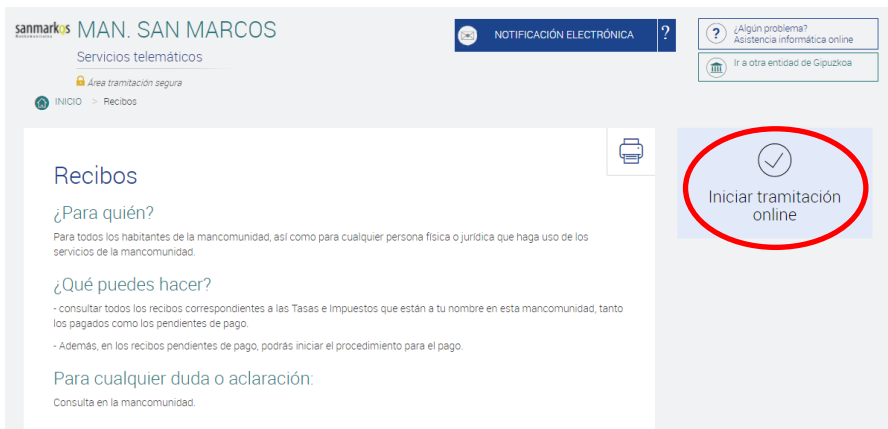 sanmarkos MAN. SAN MARCOS
Servicios telemáticos
Área tramitación segura
INICIO > Recibos
NOTIFICACIÓN ELECTRÓNICA ?
? ¿Algún problema?
Asistencia informática online
Ir a otra entidad de Gipuzkoa
Recibos
¿Para quién?
Para todos los habitantes de la mancomunidad, así como para cualquier persona física o jurídica que haga uso de los
servicios de la mancomunidad.
¿Qué puedes hacer?
- consultar todos los recibos correspondientes a las Tasas e Impuestos que están a tu nombre en esta mancomunidad, tanto
los pagados como los pendientes de pago.
- Además, en los recibos pendientes de pago, podrás iniciar el procedimiento para el pago.
Para cualquier duda o aclaración:
Consulta en la mancomunidad.
Iniciar tramitación
online